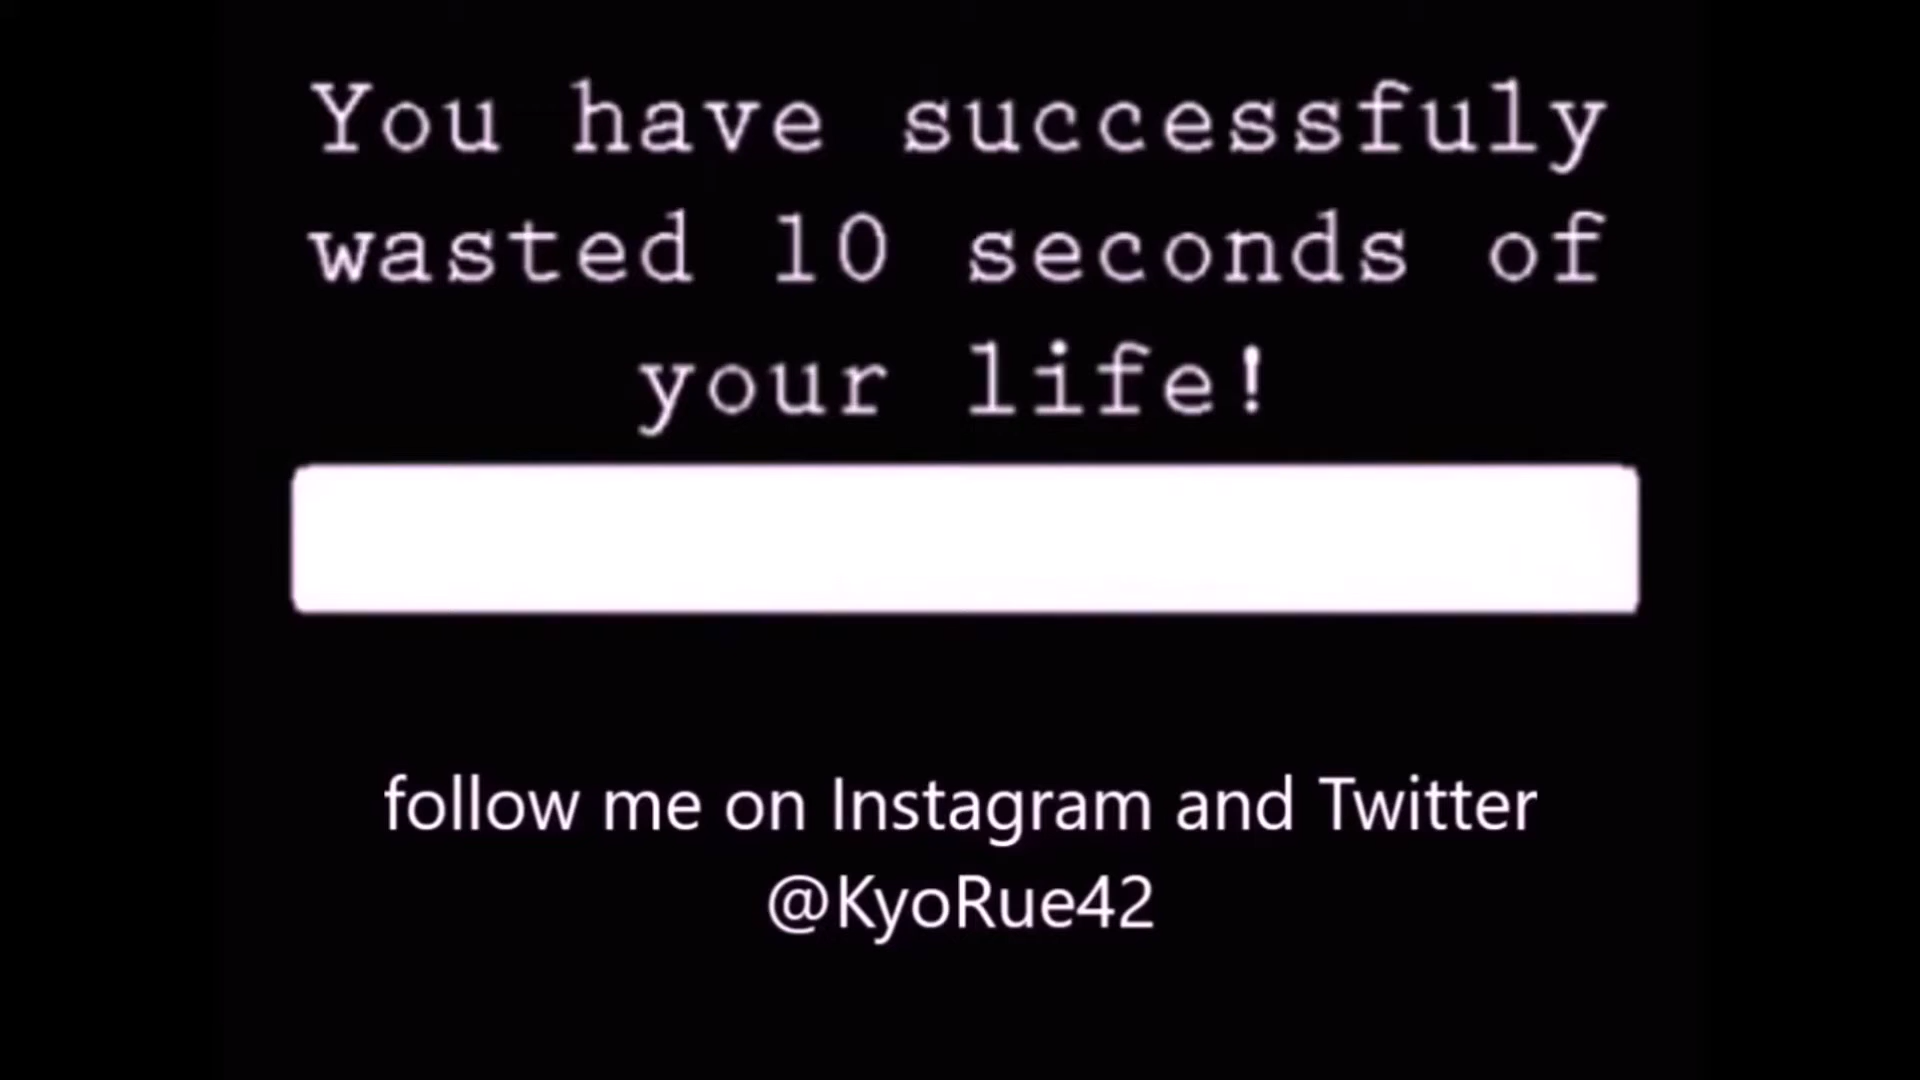 You have successfuly
wasted 10 seconds of
your life!
follow me on Instagram and Twitter
@KyoRue42